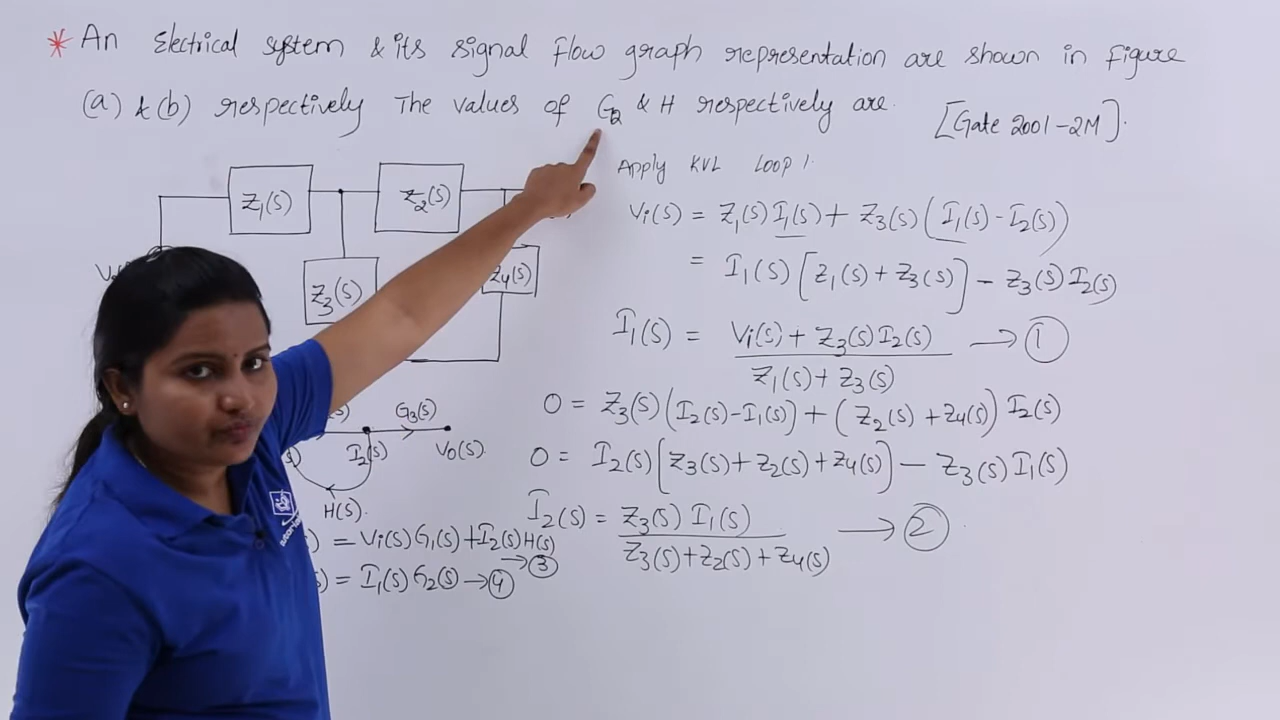 * An Electrical system & its signal flow graph representation are shown in figure
(a) & (b) respectively The values of G2 & H respectively are. [Gate 2001-2M].
Apply KVL Loop 1.
Z1(S)
Z2(S)
Z3(S)
Z4(S)
Vi(S) = Z1(S) I1(S) + Z3(S) (I1(S) - I2(S))
= I1(S) [Z1(S) + Z3(S)] - Z3(S) I2(S)
I1(S) = Vi(S) + Z3(S) I2(S) / Z1(S) + Z3(S) → 1
0 = Z3(S) (I2(S) - I1(S)) + (Z2(S) + Z4(S)) I2(S)
0 = I2(S) [Z3(S) + Z2(S) + Z4(S)] - Z3(S) I1(S)
I2(S) = Z3(S) I1(S) / Z3(S) + Z2(S) + Z4(S) → 2
G3(S)
I2(S) Vo(S).
H(S).
= Vi(S) G1(S) + I2(S) H(S) → 3
= I1(S) G2(S) → 4